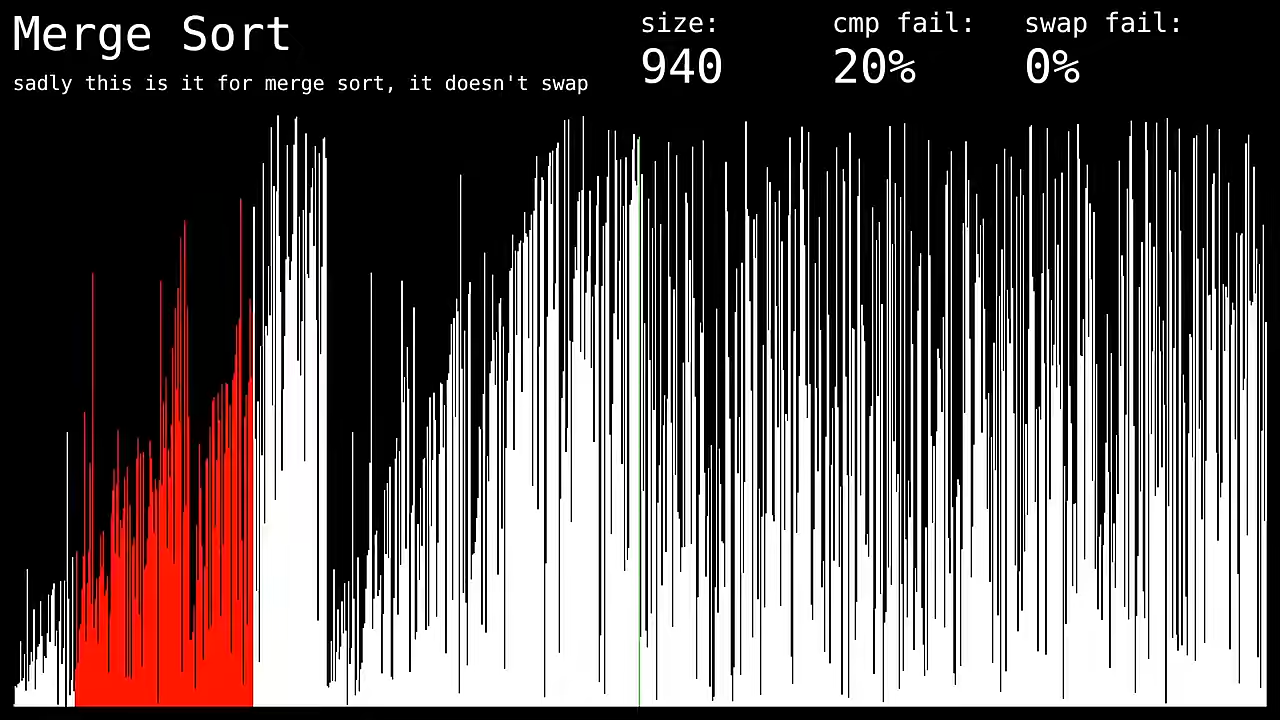 Merge Sort
sadly this is it for merge sort, it doesn't swap
size:
940
cmp fail:
20%
swap fail:
0%